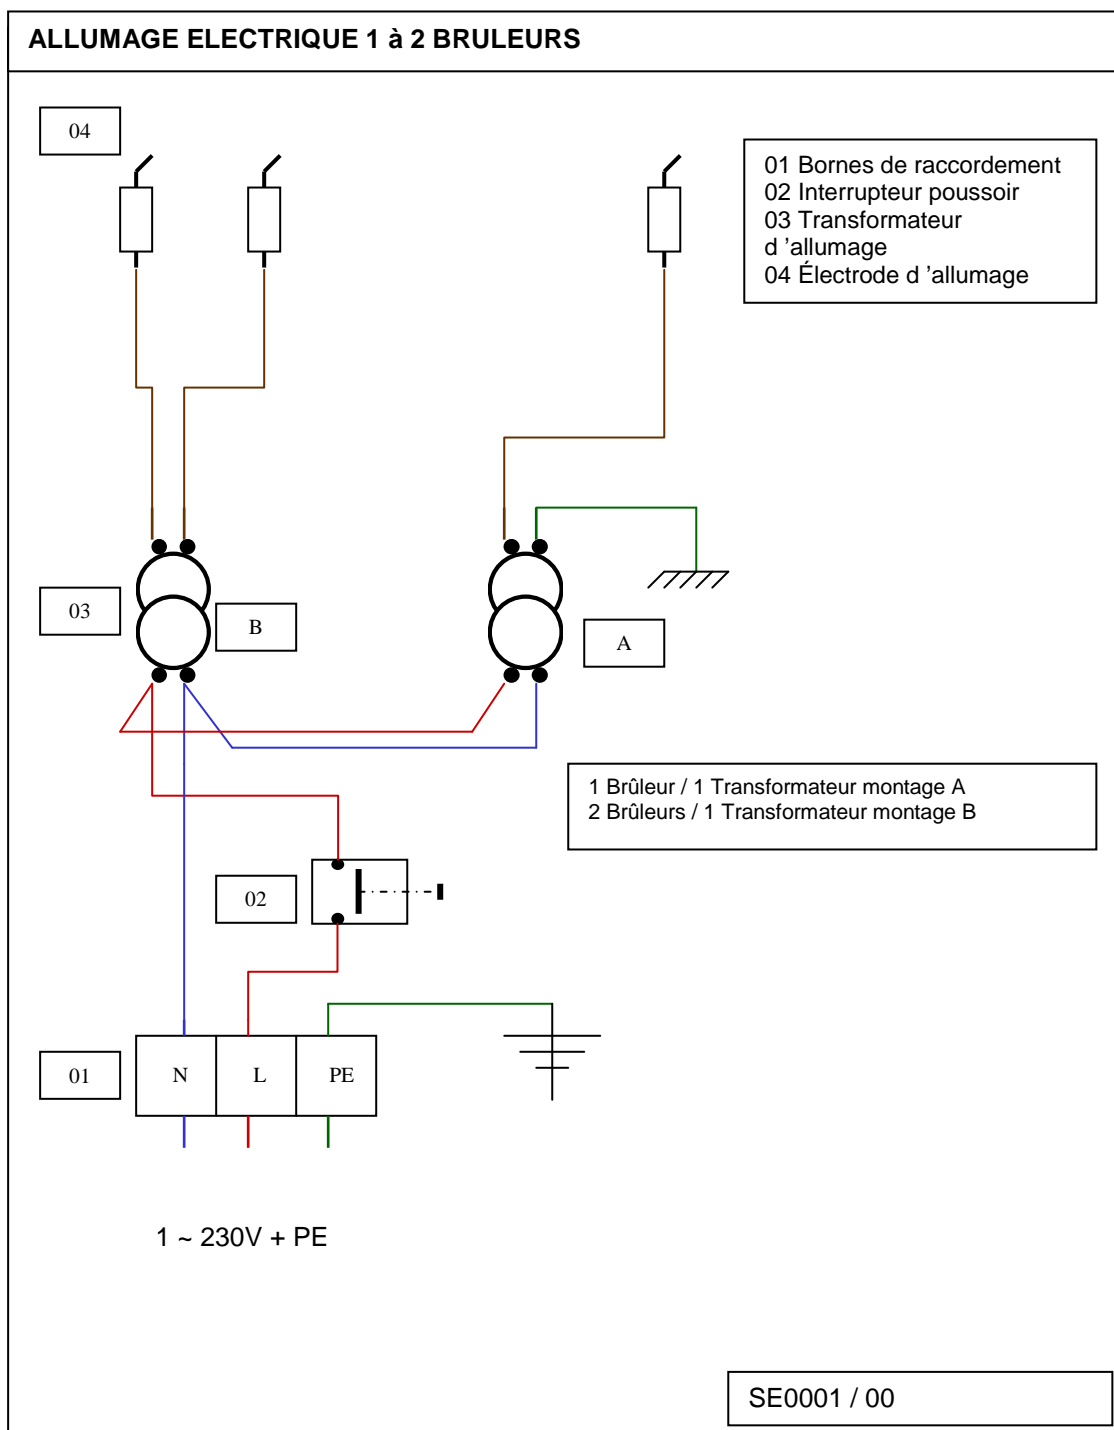 ALLUMAGE ELECTRIQUE 1 à 2 BRULEURS
04
01 Bornes de raccordement
02 Interrupteur poussoir
03 Transformateur
d ’allumage
04 Électrode d ’allumage
03
B
A
1 Brûleur / 1 Transformateur montage A
2 Brûleurs / 1 Transformateur montage B
02
01
N
L
PE
1 ~ 230V + PE
SE0001 / 00